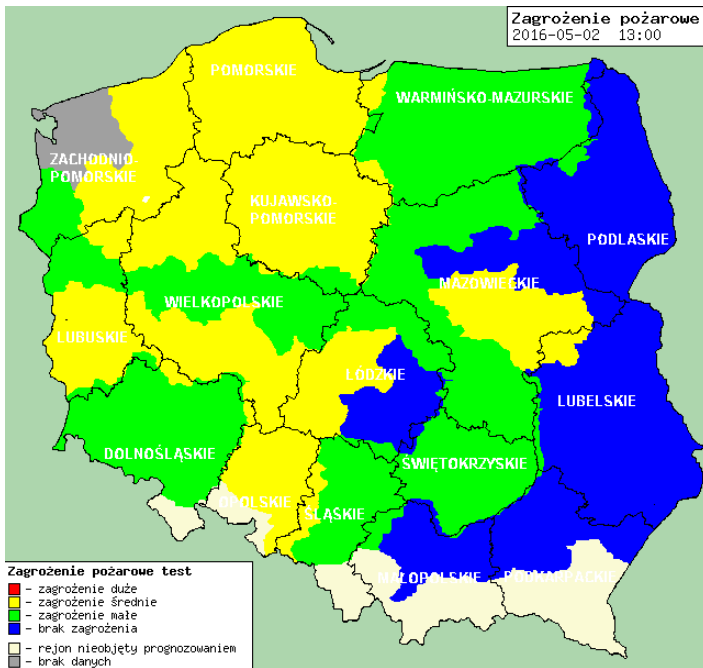 Zagrożenie pożarowe
2016-05-02 13:00
POMORSKIE
WARMIŃSKO-MAZURSKIE
ZACHODNIO-
POMORSKIE
KUJAWSKO-
POMORSKIE
PODLASKIE
MAZOWIECKIE
WIELKOPOLSKIE
LUBUSKIE
ŁÓDZKIE
LUBELSKIE
DOLNOŚLĄSKIE
ŚWIĘTOKRZYSKIE
OPOLSKIE
ŚLĄSKIE
MAŁOPOLSKIE
PODKARPACKIE
Zagrożenie pożarowe test
– zagrożenie duże
– zagrożenie średnie
– zagrożenie małe
– brak zagrożenia
– rejon nieobjęty prognozowaniem
– brak danych